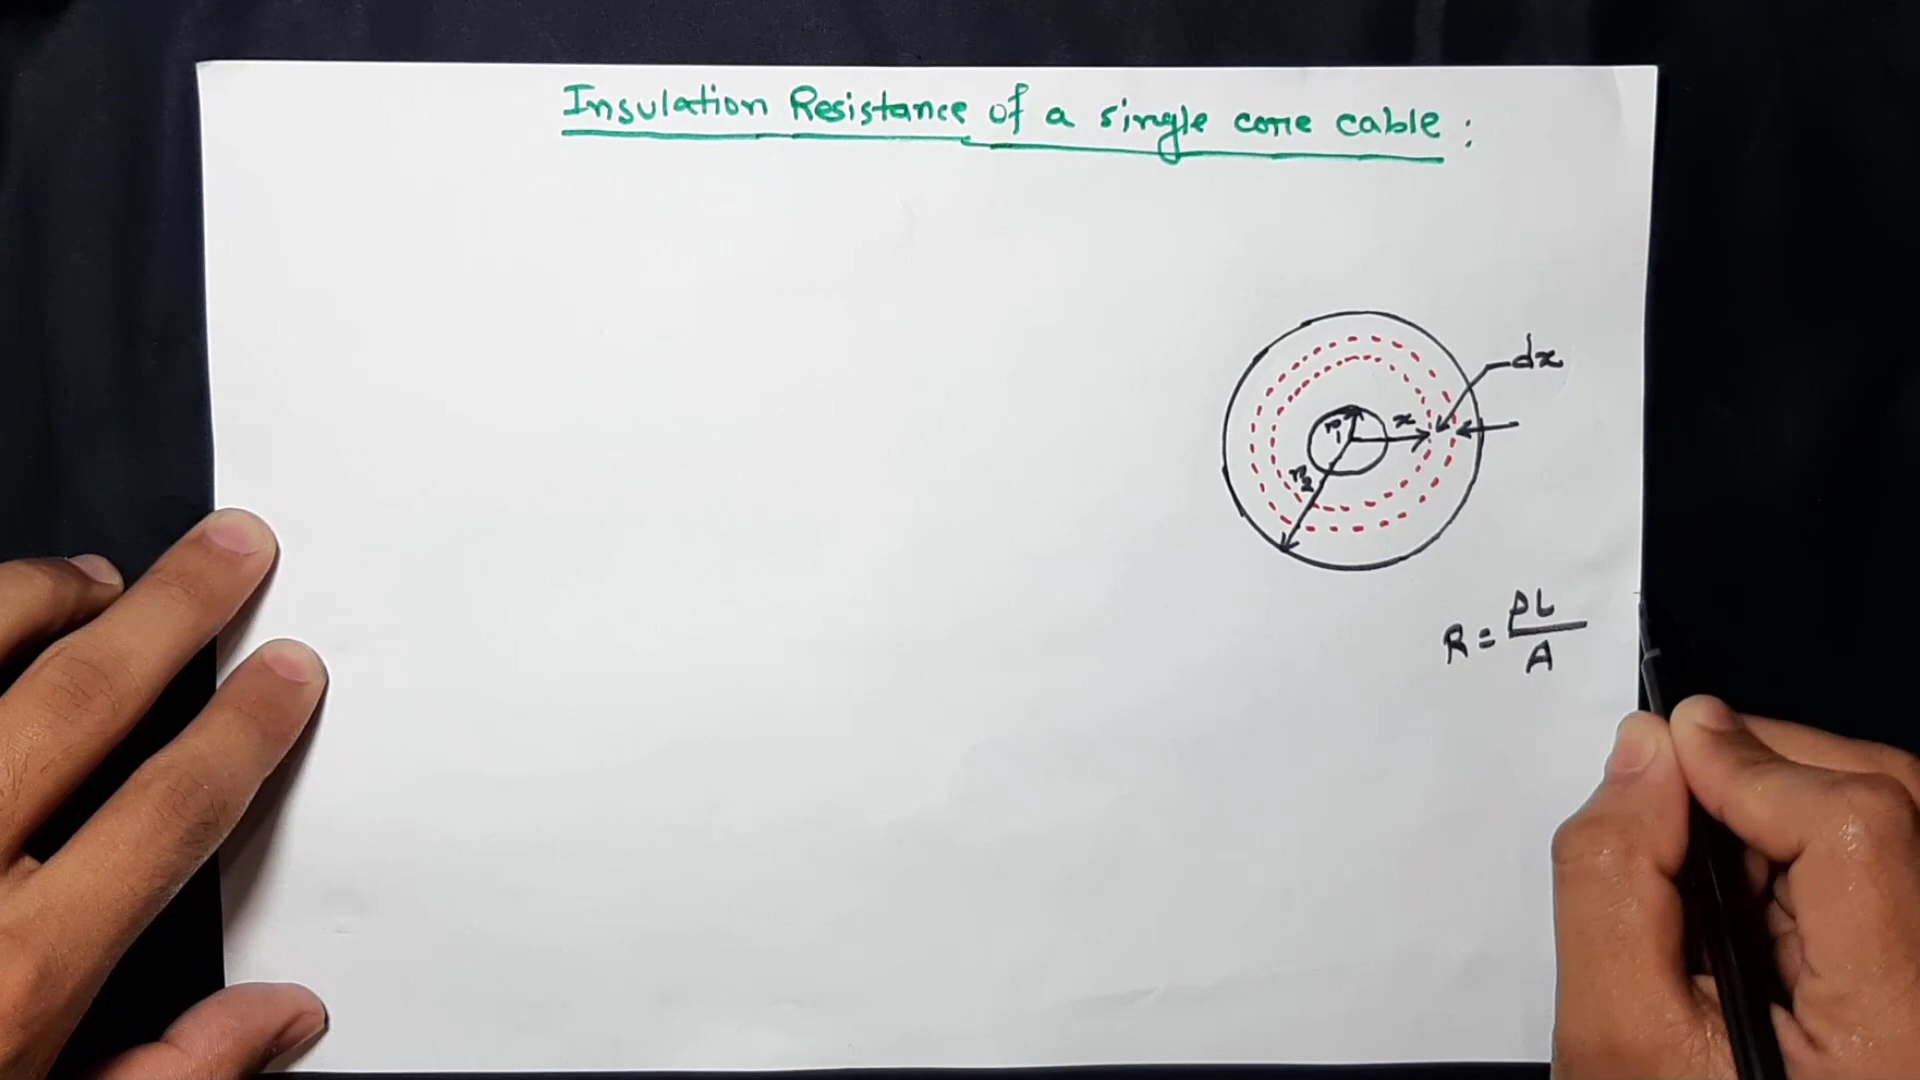 Insulation Resistance of a single core cable :
dx
x
r1
r2
R = ρL / A